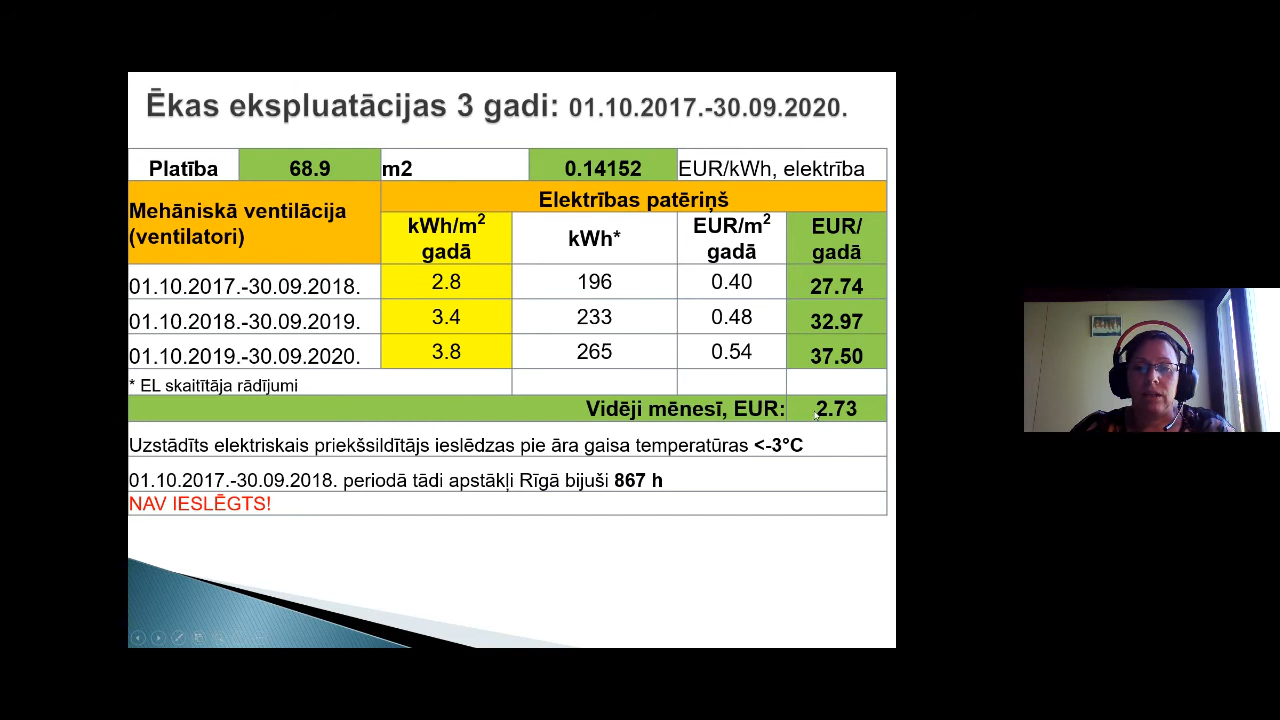 Ēkas ekspluatācijas 3 gadi: 01.10.2017.-30.09.2020.
Platība 68.9 m2 0.14152 EUR/kWh, elektrība
Mehāniskā ventilācija (ventilatori) Elektrības patēriņš
kWh/m2 gadā kWh* EUR/m2 gadā EUR/ gadā
01.10.2017.-30.09.2018. 2.8 196 0.40 27.74
01.10.2018.-30.09.2019. 3.4 233 0.48 32.97
01.10.2019.-30.09.2020. 3.8 265 0.54 37.50
* EL skaitītāja rādījumi
Vidēji mēnesī, EUR: 2.73
Uzstādīts elektriskais priekšsildītājs ieslēdzas pie āra gaisa temperatūras <-3°C
01.10.2017.-30.09.2018. periodā tādi apstākļi Rīgā bijuši 867 h
NAV IESLĒGTS!